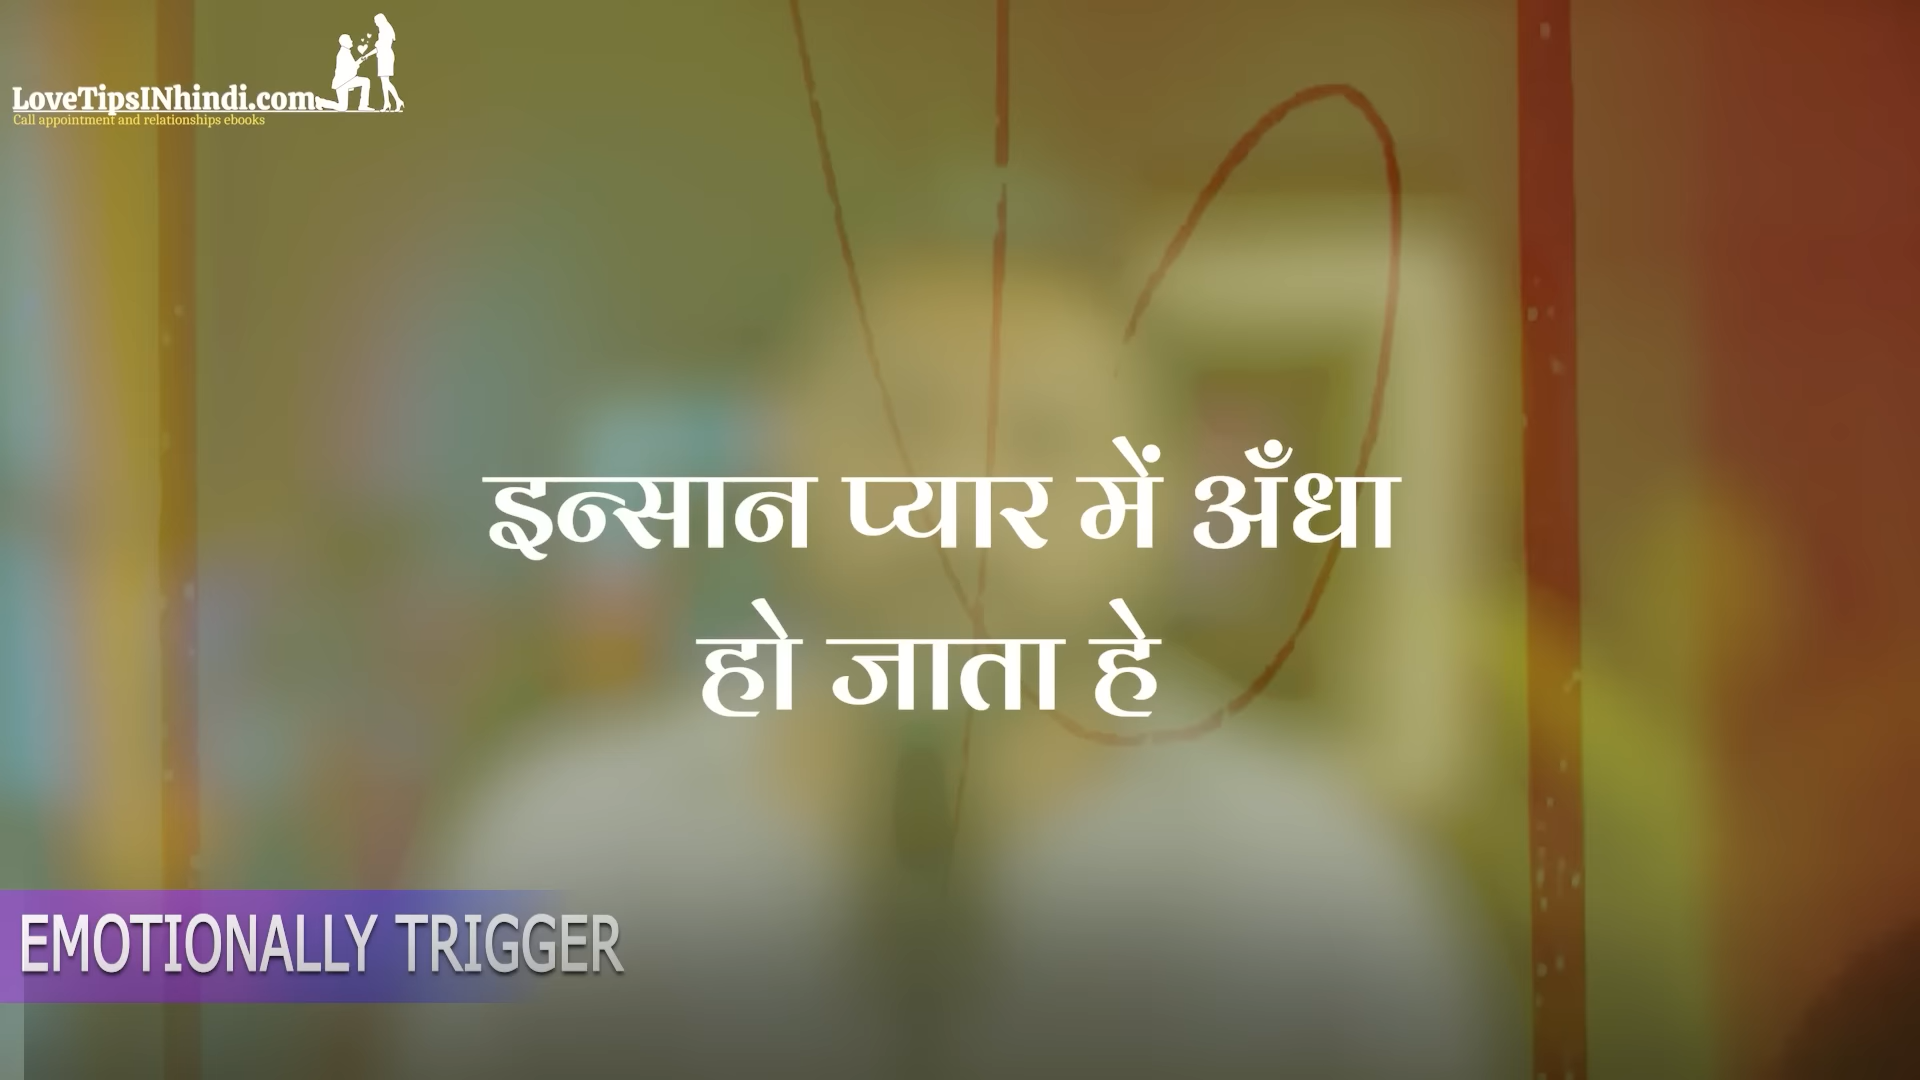 LoveTipsINhindi.com
Call appointment and relationships ebooks
इन्सान प्यार में अँधा
हो जाता हे
EMOTIONALLY TRIGGER